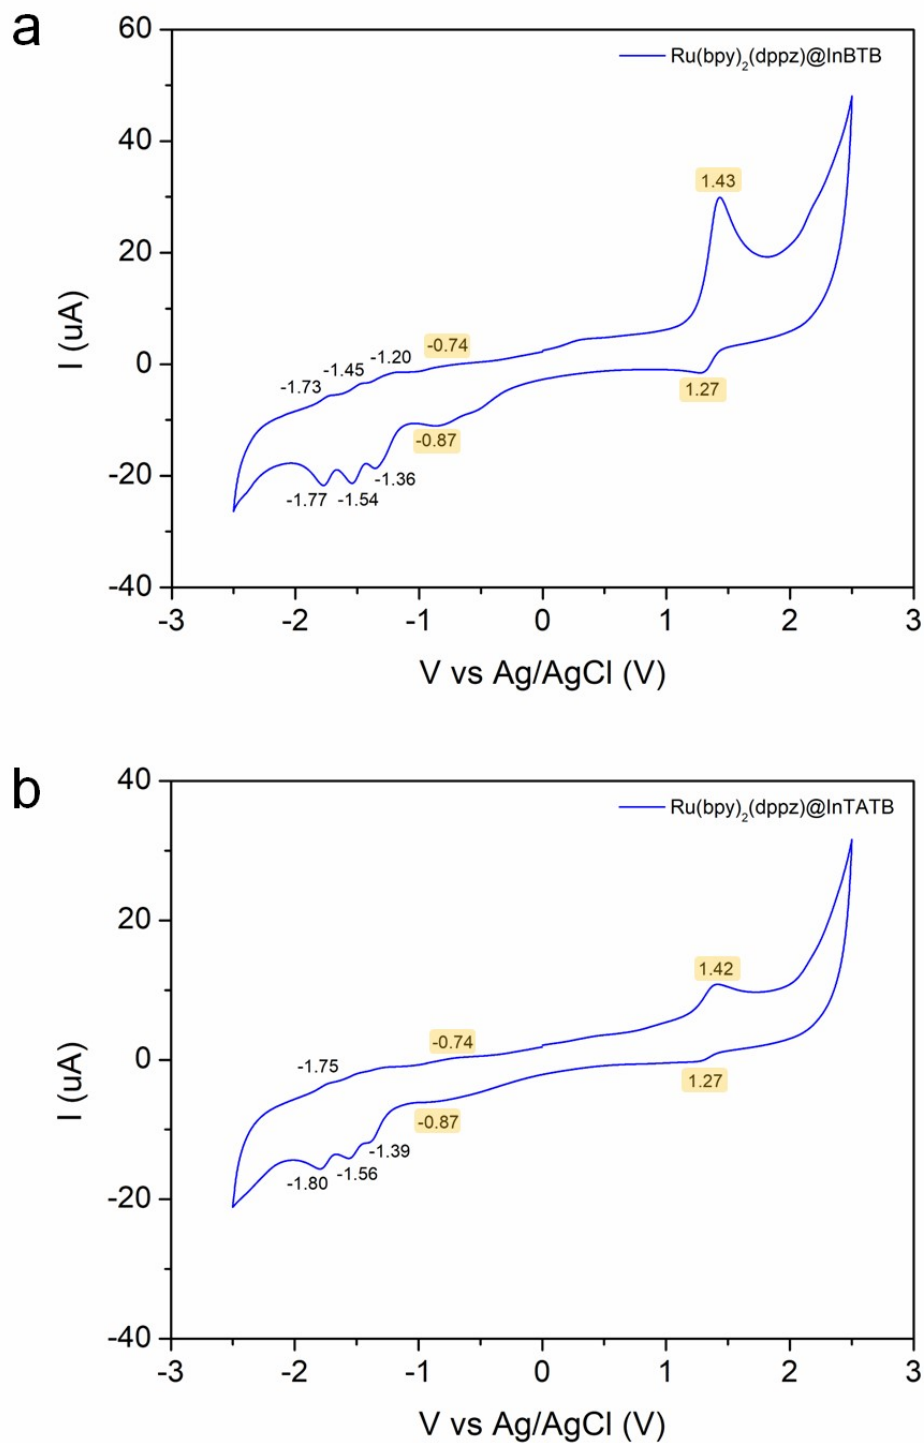 a
60
40
20
0
-20
-40
I (uA)
Ru(bpy)₂(dppz)@InBTB
1.43
-0.74
-1.20
-1.45
-1.73
1.27
-0.87
-1.36
-1.54
-1.77
-3 -2 -1 0 1 2 3
V vs Ag/AgCl (V)
b
40
20
0
-20
-40
I (uA)
Ru(bpy)₂(dppz)@InTATB
1.42
-0.74
-1.75
1.27
-0.87
-1.39
-1.56
-1.80
-3 -2 -1 0 1 2 3
V vs Ag/AgCl (V)